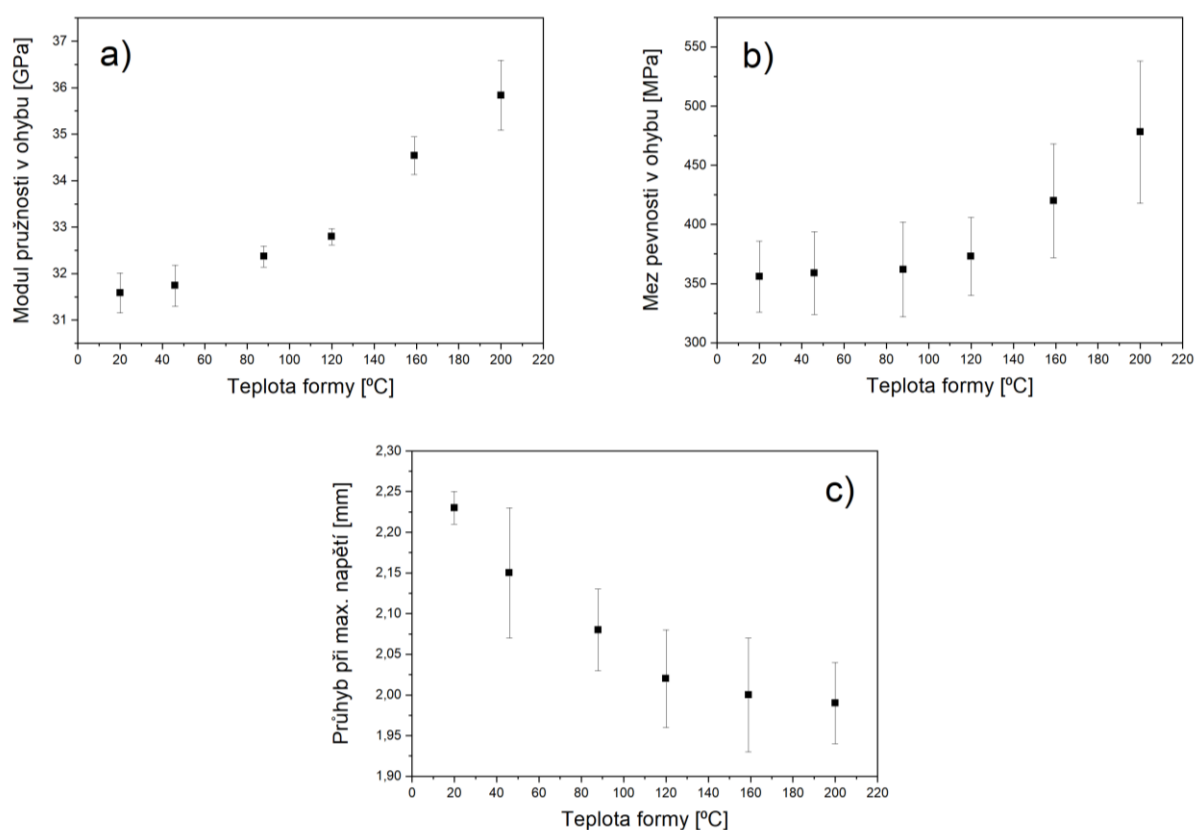 a)
Modul pružnosti v ohybu [GPa]
37
36
35
34
33
32
31
0 20 40 60 80 100 120 140 160 180 200 220
Teplota formy [ºC]
b)
Mez pevnosti v ohybu [MPa]
550
500
450
400
350
300
0 20 40 60 80 100 120 140 160 180 200 220
Teplota formy [ºC]
c)
Průhyb při max. napětí [mm]
2,30
2,25
2,20
2,15
2,10
2,05
2,00
1,95
1,90
0 20 40 60 80 100 120 140 160 180 200 220
Teplota formy [ºC]